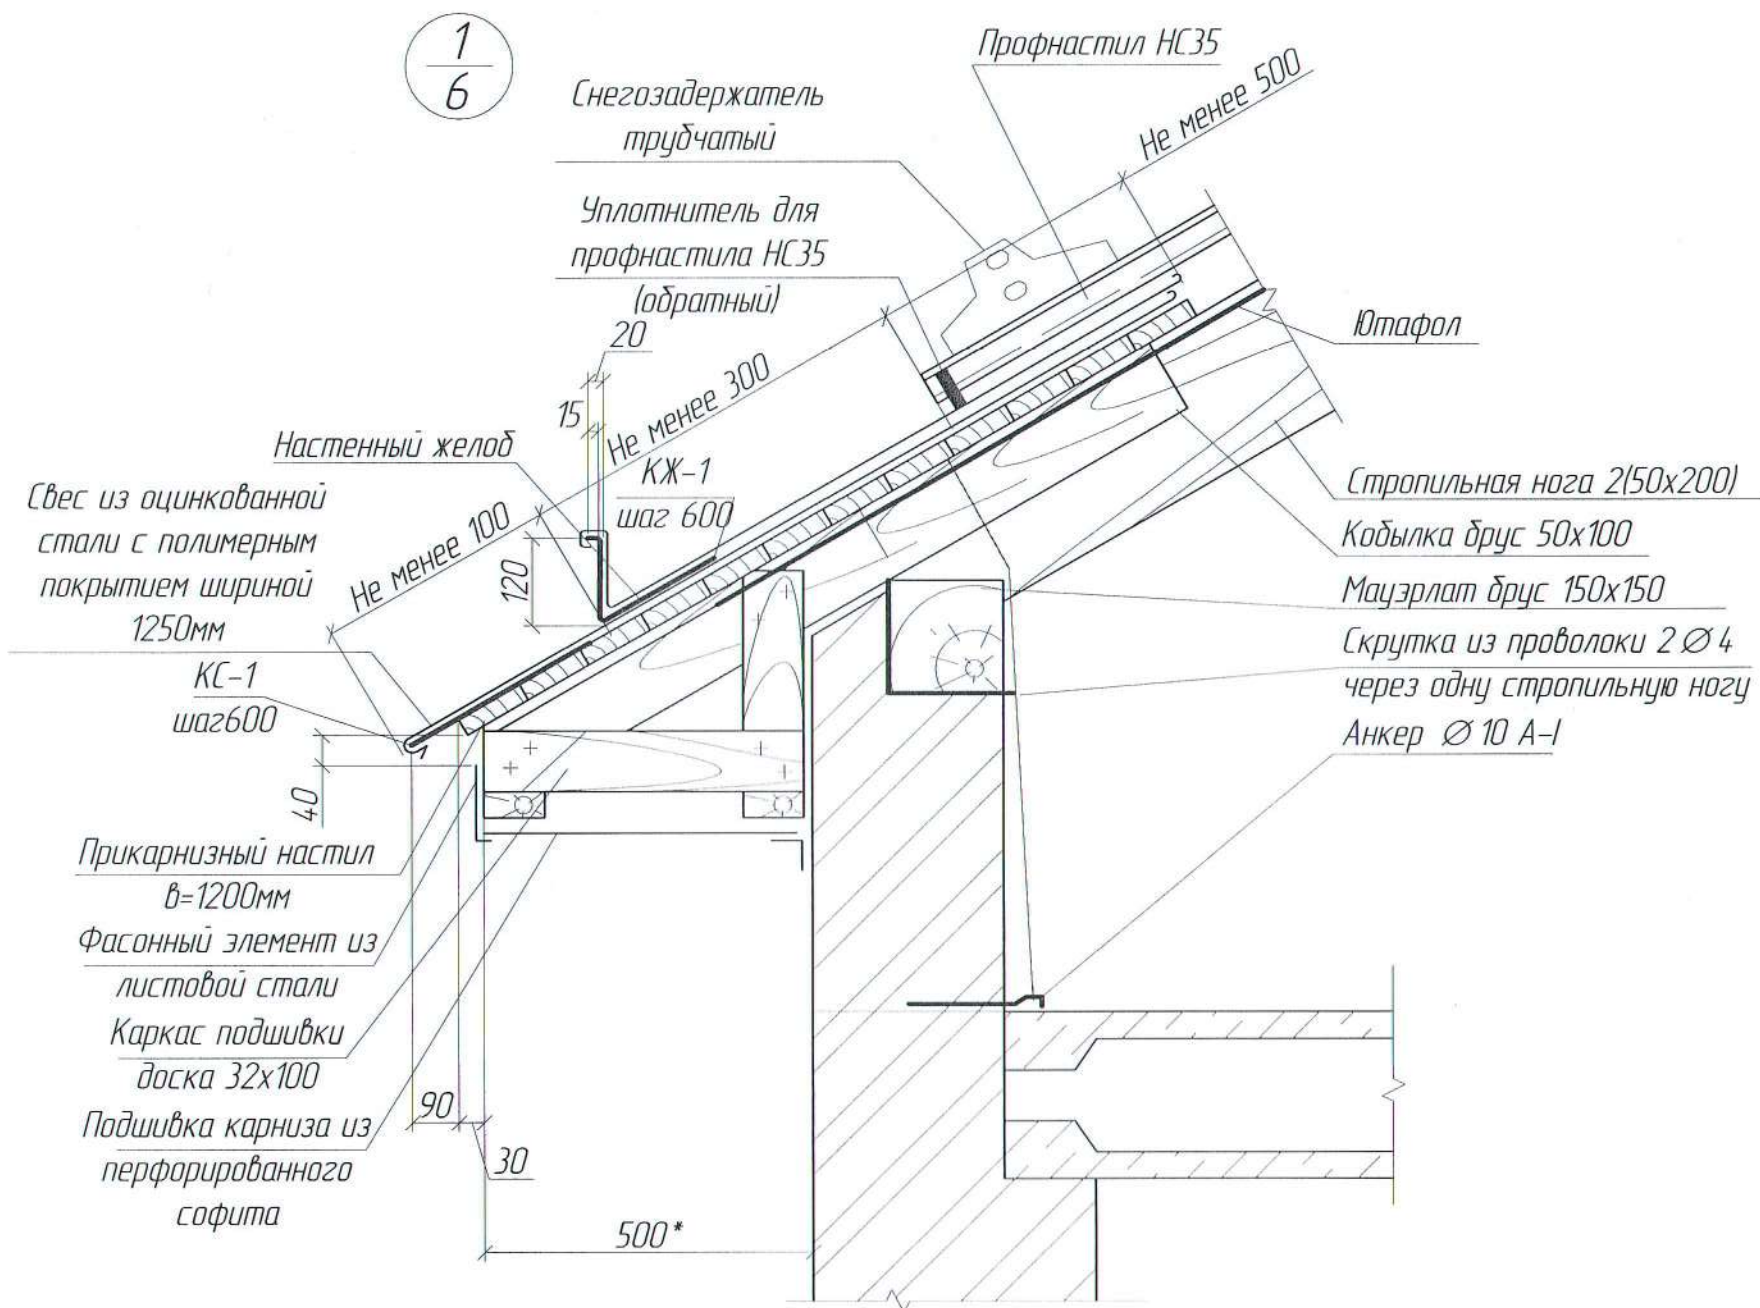 1
6
Профнастил НС35
Не менее 500
Снегозадержатель
трубчатый
Уплотнитель для
профнастила НС35
(обратный)
Ютафол
20
15
Не менее 300
Настенный желоб
КЖ-1
шаг 600
Свес из оцинкованной
стали с полимерным
покрытием шириной
1250мм
Не менее 100
120
КС-1
шаг600
40
Стропильная нога 2(50х200)
Кобылка брус 50х100
Мауэрлат брус 150х150
Скрутка из проволоки 2 Ø 4
через одну стропильную ногу
Анкер Ø 10 А-I
Прикарнизный настил
в=1200мм
Фасонный элемент из
листовой стали
Каркас подшивки
доска 32х100
Подшивка карниза из
перфорированного
софита
90
30
500*